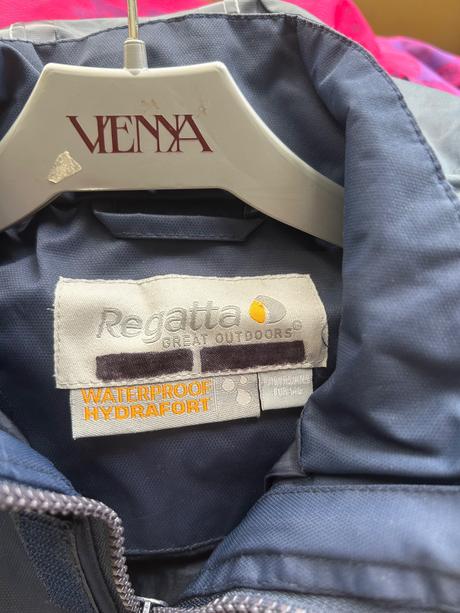 VIENNA
Regatta
GREAT OUTDOORS
WATERPROOF
HYDRAFORT